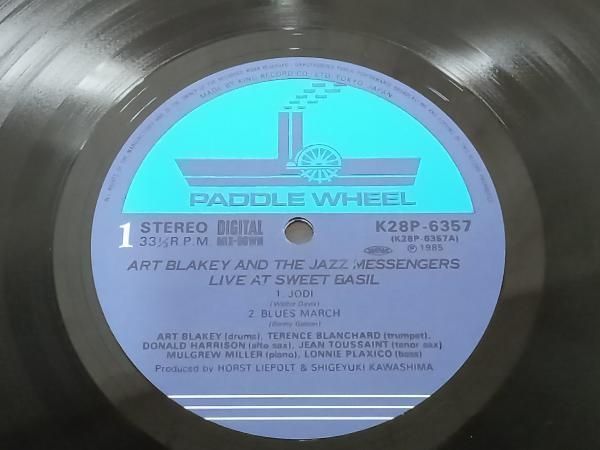 MADE BY KING RECORD CO., LTD. TOKYO, JAPAN
PADDLE WHEEL
1 STEREO DIGITAL K28P-6357
33⅓ R.P.M. MIX-DOWN (K28P-6357A)
℗ 1985
ART BLAKEY AND THE JAZZ MESSENGERS
LIVE AT SWEET BASIL
1. JODI
(Walter Davis)
2. BLUES MARCH
(Benny Golson)
ART BLAKEY (drums), TERENCE BLANCHARD (trumpet),
DONALD HARRISON (alto sax), JEAN TOUSSAINT (tenor sax)
MULGREW MILLER (piano), LONNIE PLAXICO (bass)
Produced by HORST LIEPOLT & SHIGEYUKI KAWASHIMA